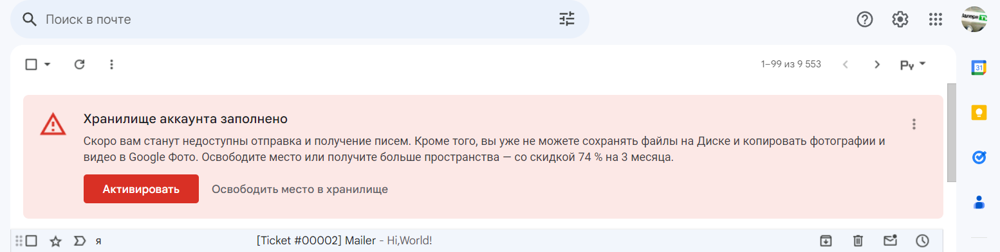 Поиск в почте
1–99 из 9 553
Ру
31
Хранилище аккаунта заполнено
Скоро вам станут недоступны отправка и получение писем. Кроме того, вы уже не можете сохранять файлы на Диске и копировать фотографии и
видео в Google Фото. Освободите место или получите больше пространства — со скидкой 74 % на 3 месяца.
Активировать
Освободить место в хранилище
я
[Ticket #00002] Mailer - Hi,World!